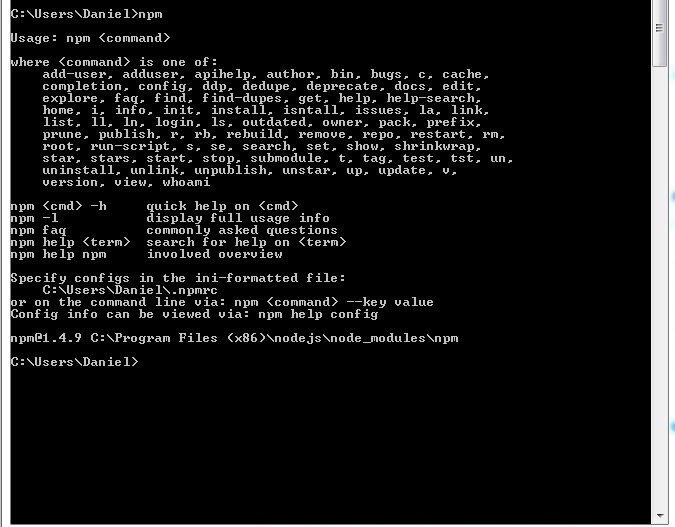 C:\Users\Daniel>npm
Usage: npm <command>
where <command> is one of:
    add-user, adduser, apihelp, author, bin, bugs, c, cache,
    completion, config, ddp, dedupe, deprecate, docs, edit,
    explore, faq, find, find-dupes, get, help, help-search,
    home, i, info, init, install, isntall, issues, la, link,
    list, ll, ln, login, ls, outdated, owner, pack, prefix,
    prune, publish, r, rb, rebuild, remove, repo, restart, rm,
    root, run-script, s, se, search, set, show, shrinkwrap,
    star, stars, start, stop, submodule, t, tag, test, tst, un,
    uninstall, unlink, unpublish, unstar, up, update, v,
    version, view, whoami
npm <cmd> -h     quick help on <cmd>
npm -l           display full usage info
npm faq          commonly asked questions
npm help <term>  search for help on <term>
npm help npm     involved overview
Specify configs in the ini-formatted file:
    C:\Users\Daniel\.npmrc
or on the command line via: npm <command> --key value
Config info can be viewed via: npm help config
npm@1.4.9 C:\Program Files (x86)\nodejs\node_modules\npm
C:\Users\Daniel>